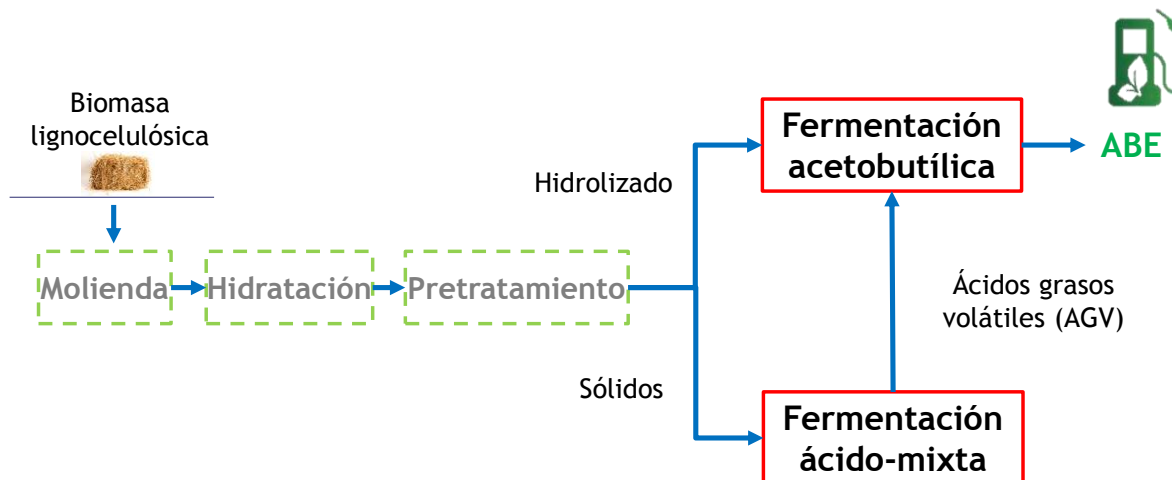 Biomasa
lignocelulósica
Molienda
Hidratación
Pretratamiento
Hidrolizado
Sólidos
Fermentación
acetobutílica
ABE
Ácidos grasos
volátiles (AGV)
Fermentación
ácido-mixta